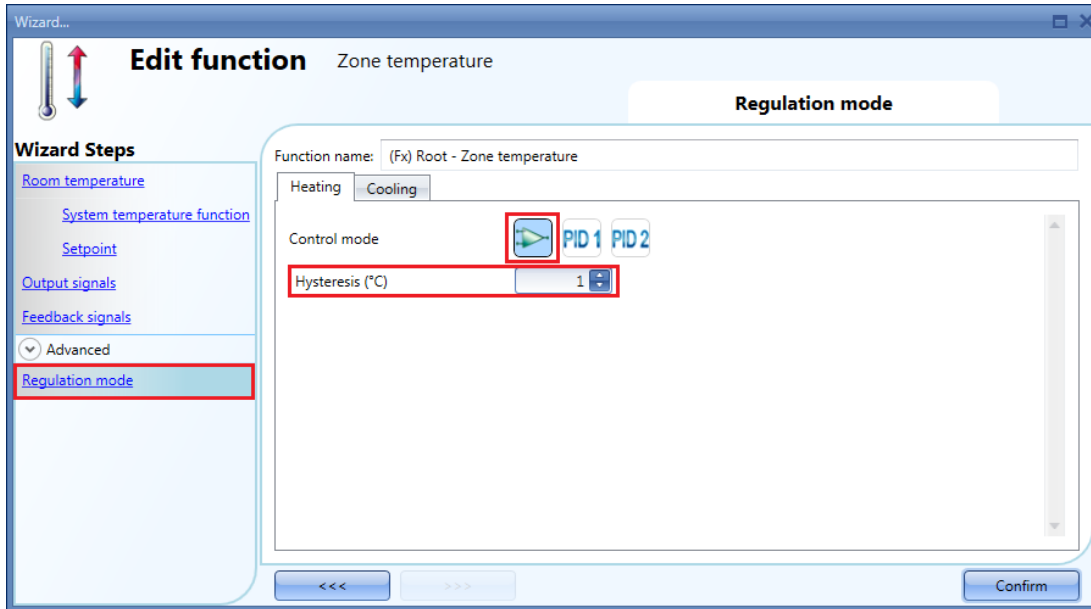 Wizard...
Edit function Zone temperature
Regulation mode
Wizard Steps
Room temperature
System temperature function
Setpoint
Output signals
Feedback signals
Advanced
Regulation mode
Function name: (Fx) Root - Zone temperature
Heating Cooling
Control mode PID 1 PID 2
Hysteresis (°C) 1
<<< >>> Confirm